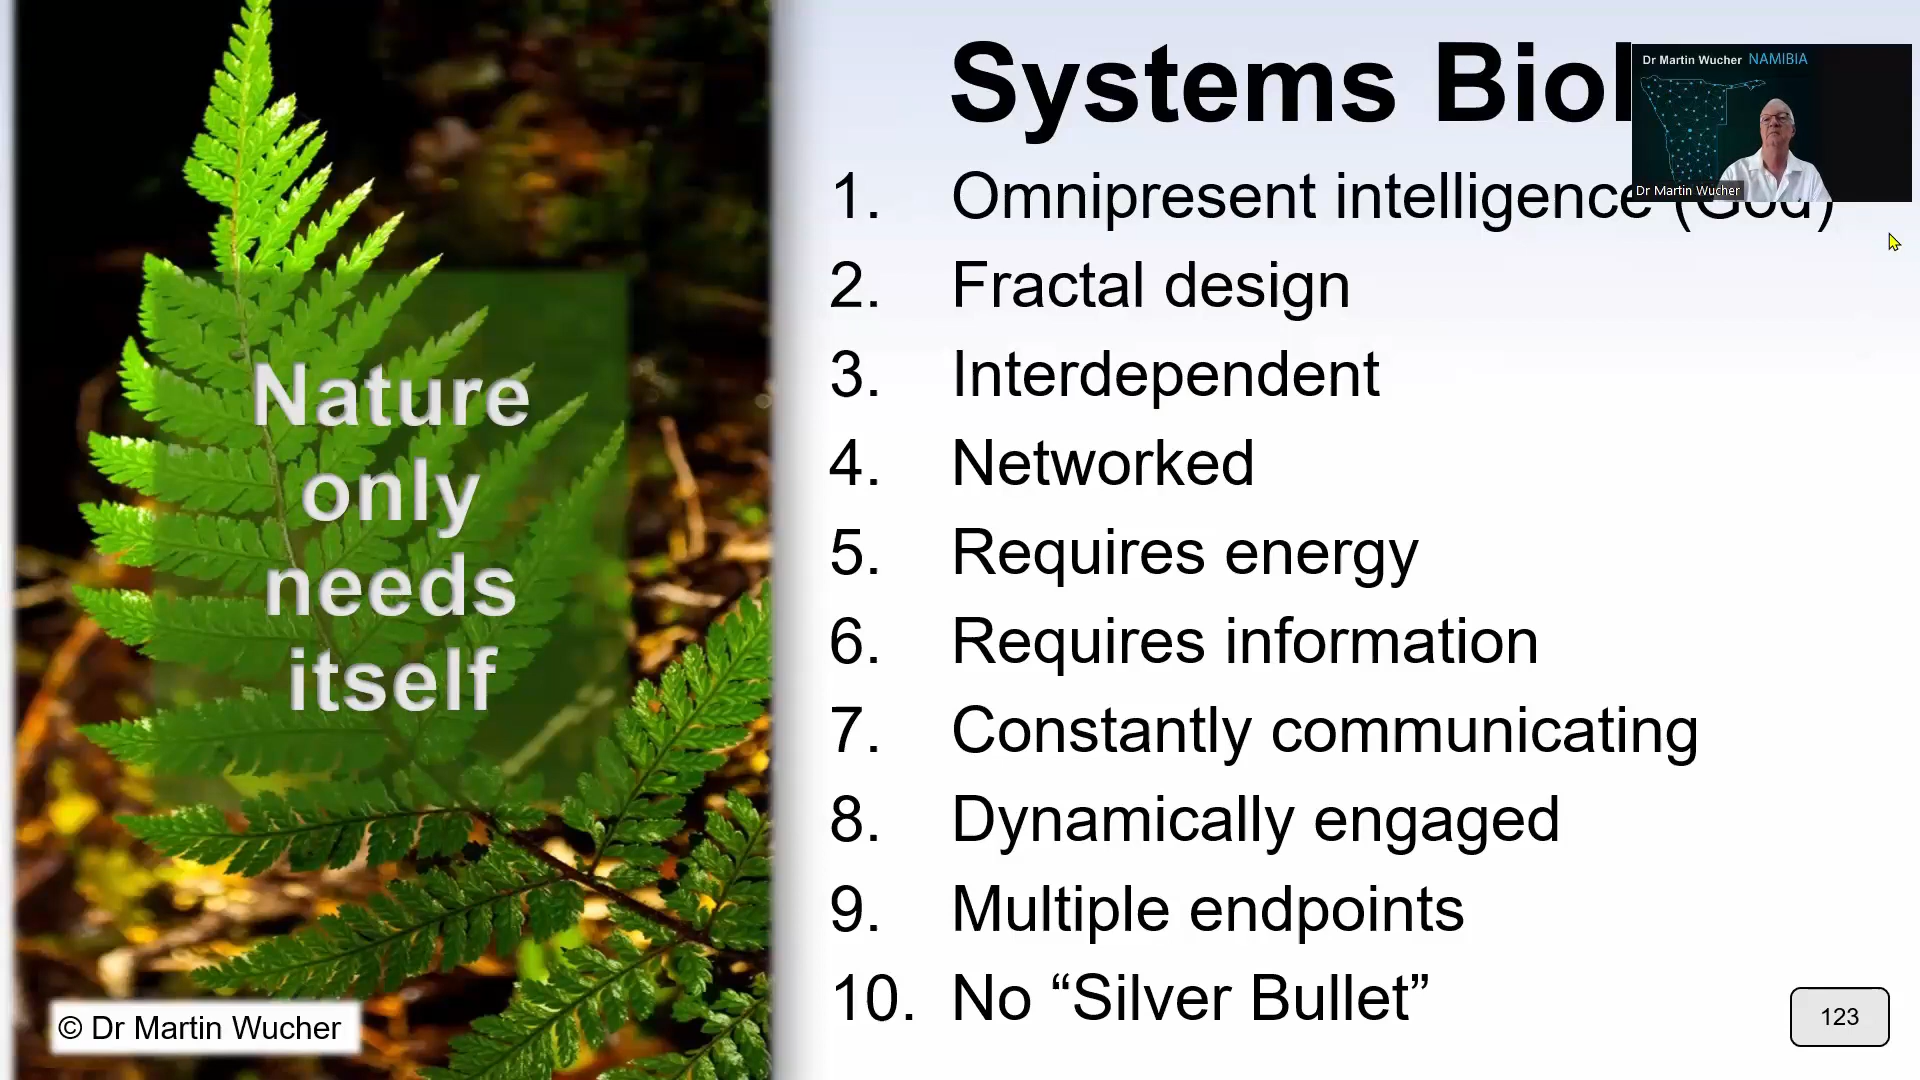 Systems Biol
Dr Martin Wucher NAMIBIA
Dr Martin Wucher
1. Omnipresent intelligence (God)
2. Fractal design
3. Interdependent
4. Networked
5. Requires energy
6. Requires information
7. Constantly communicating
8. Dynamically engaged
9. Multiple endpoints
10. No “Silver Bullet”
Nature
only
needs
itself
© Dr Martin Wucher
123